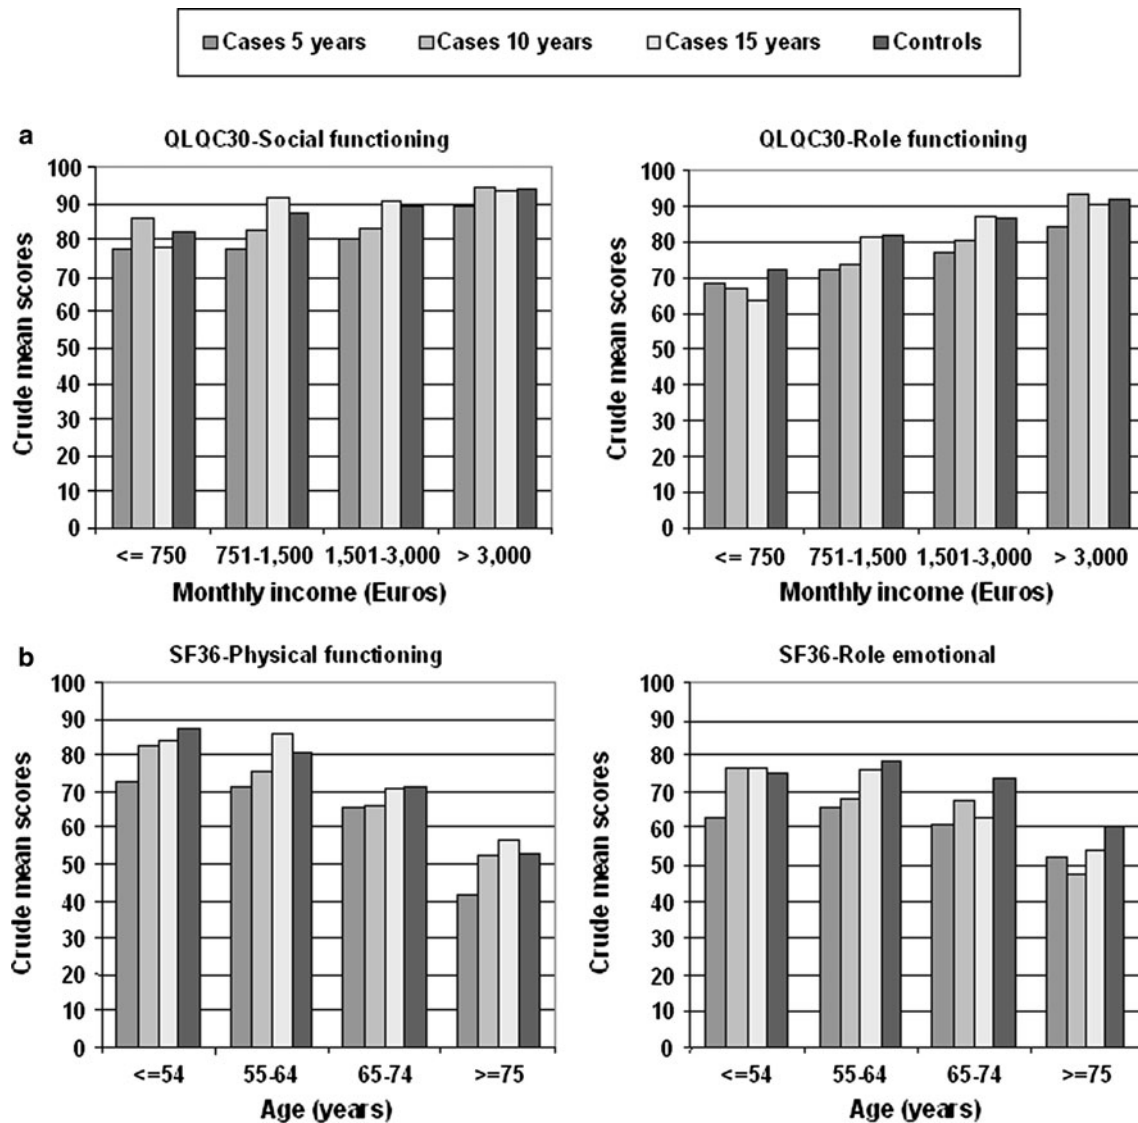 Cases 5 years Cases 10 years Cases 15 years Controls
a
QLQC30-Social functioning
Crude mean scores
100
90
80
70
60
50
40
30
20
10
0
<= 750 751-1,500 1,501-3,000 > 3,000
Monthly income (Euros)
QLQC30-Role functioning
Crude mean scores
100
90
80
70
60
50
40
30
20
10
0
<= 750 751-1,500 1,501-3,000 > 3,000
Monthly income (Euros)
b
SF36-Physical functioning
Crude mean scores
100
90
80
70
60
50
40
30
20
10
0
<=54 55-64 65-74 >=75
Age (years)
SF36-Role emotional
Crude mean scores
100
90
80
70
60
50
40
30
20
10
0
<=54 55-64 65-74 >=75
Age (years)